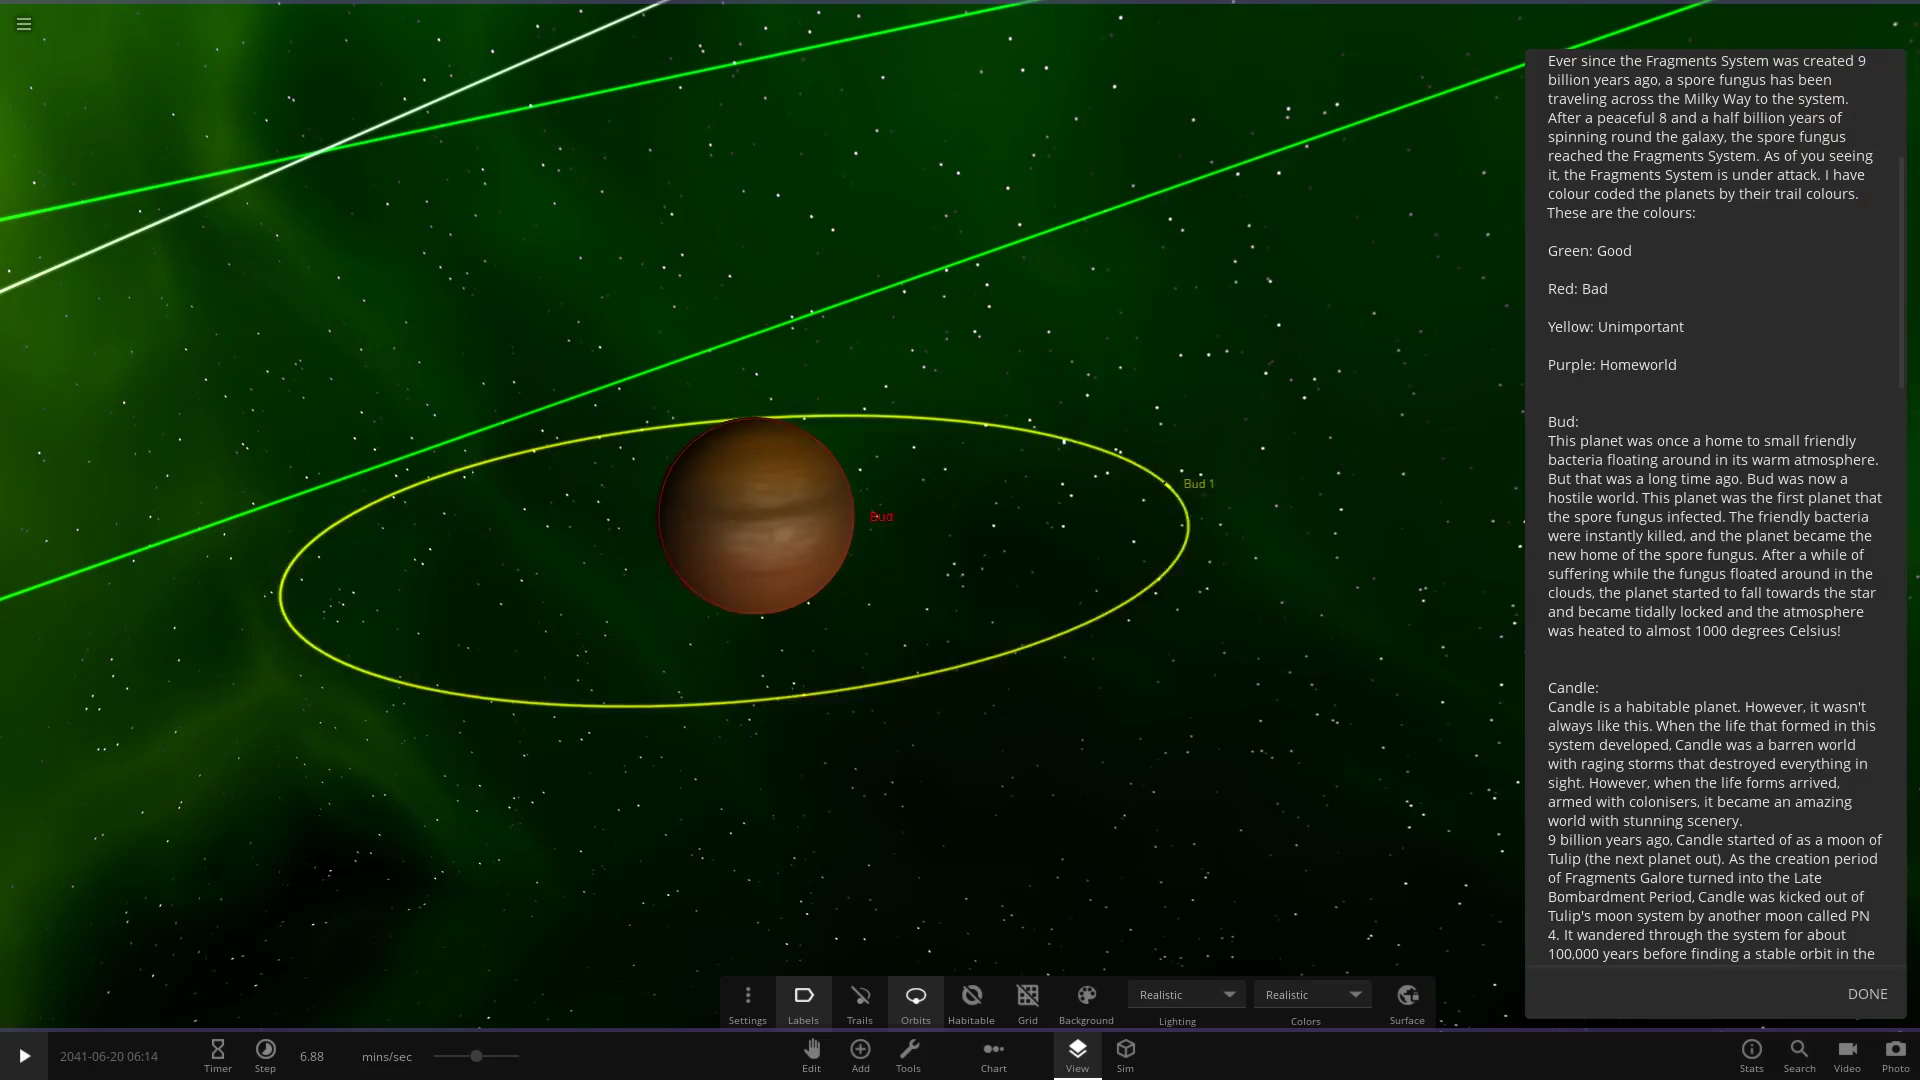 Ever since the Fragments System was created 9
billion years ago, a spore fungus has been
traveling across the Milky Way to the system.
After a peaceful 8 and a half billion years of
spinning round the galaxy, the spore fungus
reached the Fragments System. As of you seeing
it, the Fragments System is under attack. I have
colour coded the planets by their trail colours.
These are the colours:
Green: Good
Red: Bad
Yellow: Unimportant
Purple: Homeworld
Bud:
This planet was once a home to small friendly
bacteria floating around in its warm atmosphere.
But that was a long time ago. Bud was now a
hostile world. This planet was the first planet that
the spore fungus infected. The friendly bacteria
were instantly killed, and the planet became the
new home of the spore fungus. After a while of
suffering while the fungus floated around in the
clouds, the planet started to fall towards the star
and became tidally locked and the atmosphere
was heated to almost 1000 degrees Celsius!
Candle:
Candle is a habitable planet. However, it wasn't
always like this. When the life that formed in this
system developed, Candle was a barren world
with raging storms that destroyed everything in
sight. However, when the life forms arrived,
armed with colonisers, it became an amazing
world with stunning scenery.
9 billion years ago, Candle started of as a moon of
Tulip (the next planet out). As the creation period
of Fragments Galore turned into the Late
Bombardment Period, Candle was kicked out of
Tulip's moon system by another moon called PN
4. It wandered through the system for about
100,000 years before finding a stable orbit in the
DONE
Bud 1
Bud
Settings Labels Trails Orbits Habitable Grid Background
Realistic Realistic
Lighting Colors Surface
2041-06-20 06:14
Timer Step
6.88 mins/sec
Edit Add Tools Chart View Sim
Stats Search Video Photo